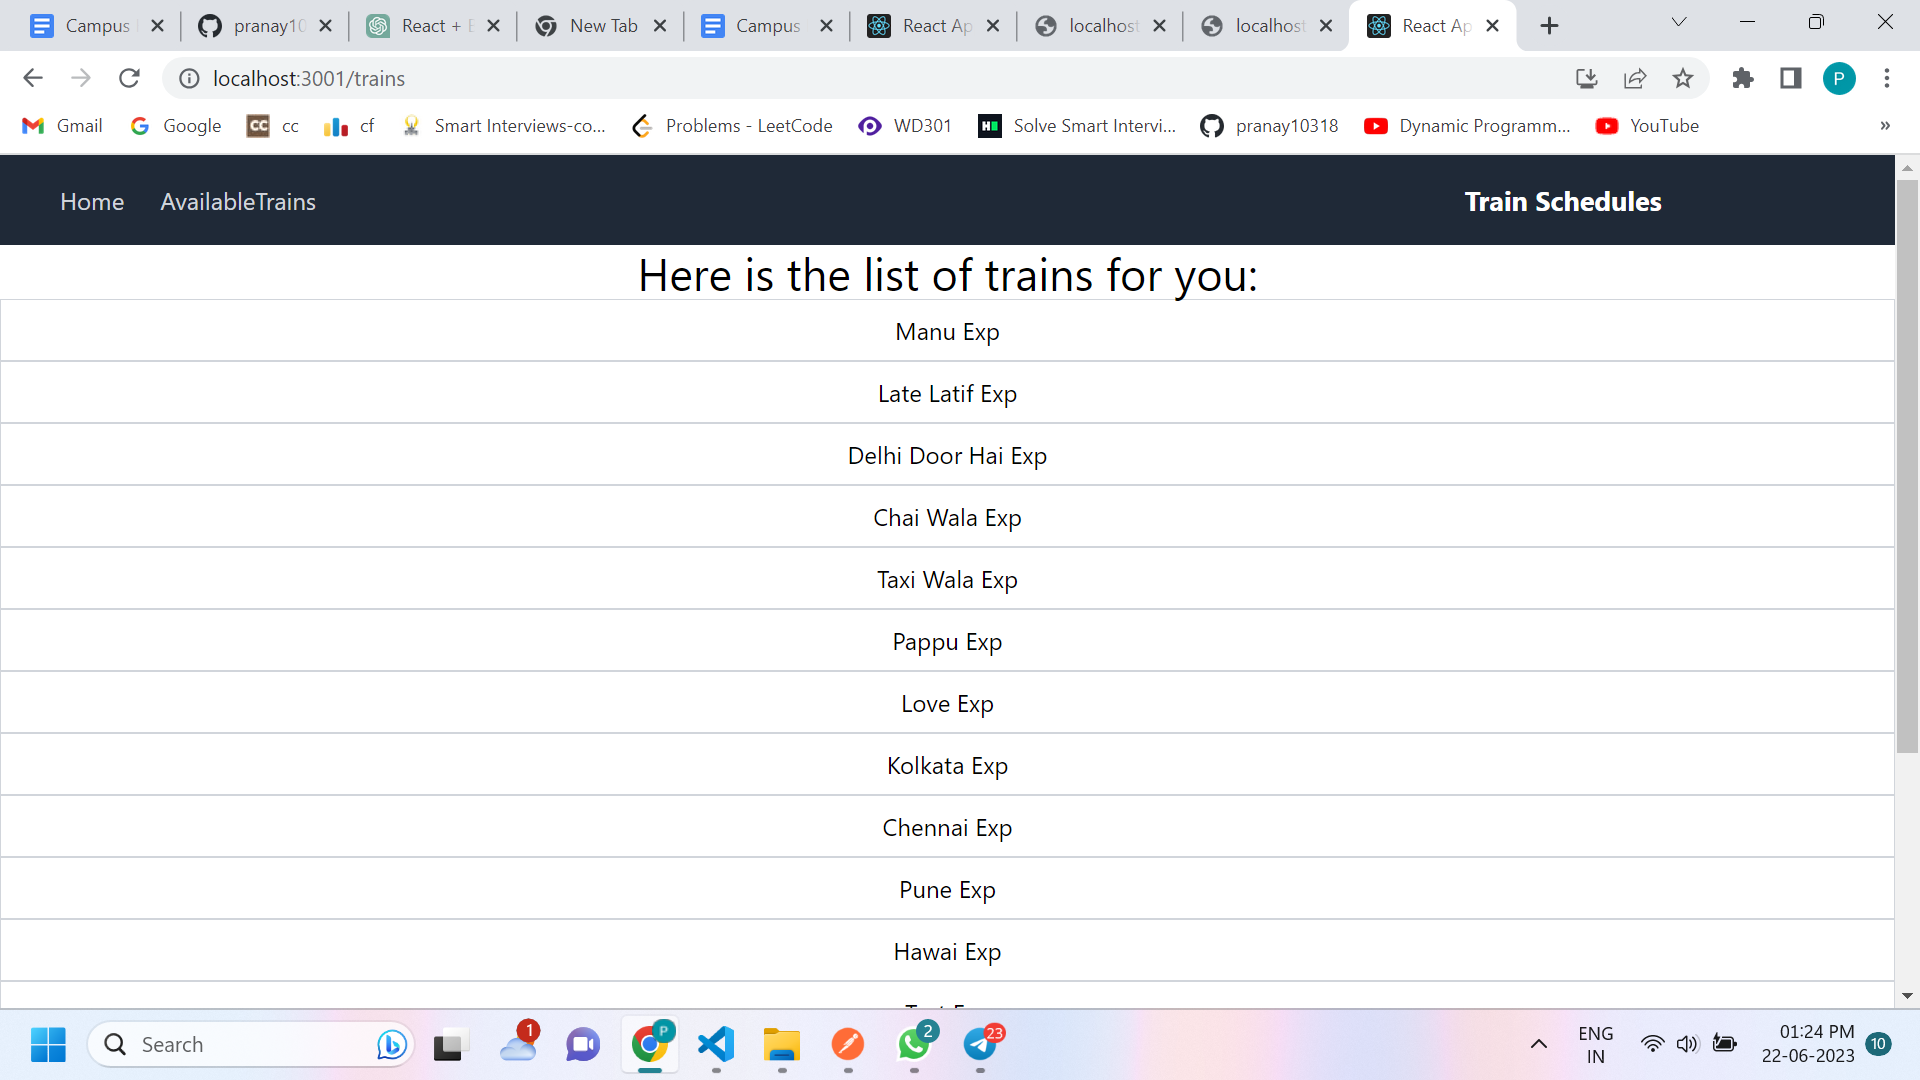 Campus
pranay10
React + E
New Tab
Campus
React Ap
localhost
localhost
React Ap
localhost:3001/trains
P
Gmail
Google
CC cc
cf
Smart Interviews-co...
Problems - LeetCode
WD301
Solve Smart Intervi...
pranay10318
Dynamic Programm...
YouTube
»
Home
AvailableTrains
Train Schedules
Here is the list of trains for you:
Manu Exp
Late Latif Exp
Delhi Door Hai Exp
Chai Wala Exp
Taxi Wala Exp
Pappu Exp
Love Exp
Kolkata Exp
Chennai Exp
Pune Exp
Hawai Exp
Search
1
P
2
23
ENG
IN
01:24 PM
22-06-2023
10